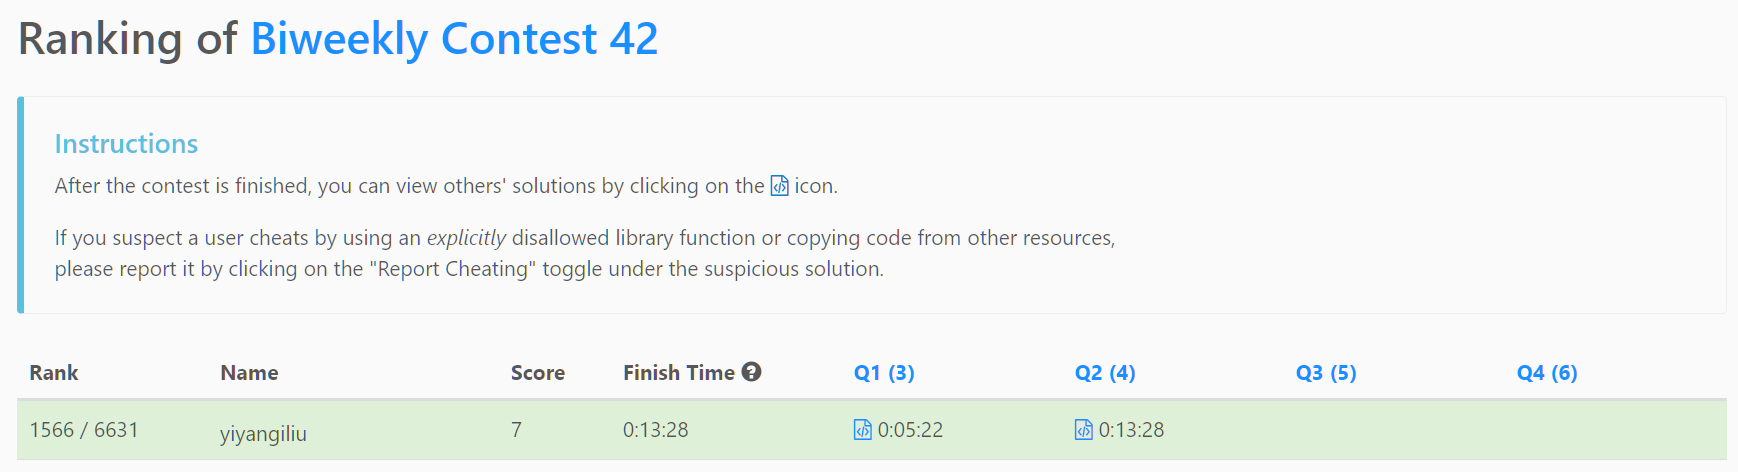 Ranking of Biweekly Contest 42
Instructions
After the contest is finished, you can view others' solutions by clicking on the icon.
If you suspect a user cheats by using an explicitly disallowed library function or copying code from other resources,
please report it by clicking on the "Report Cheating" toggle under the suspicious solution.
Rank Name Score Finish Time Q1 (3) Q2 (4) Q3 (5) Q4 (6)
1566 / 6631 yiyangiliu 7 0:13:28 0:05:22 0:13:28